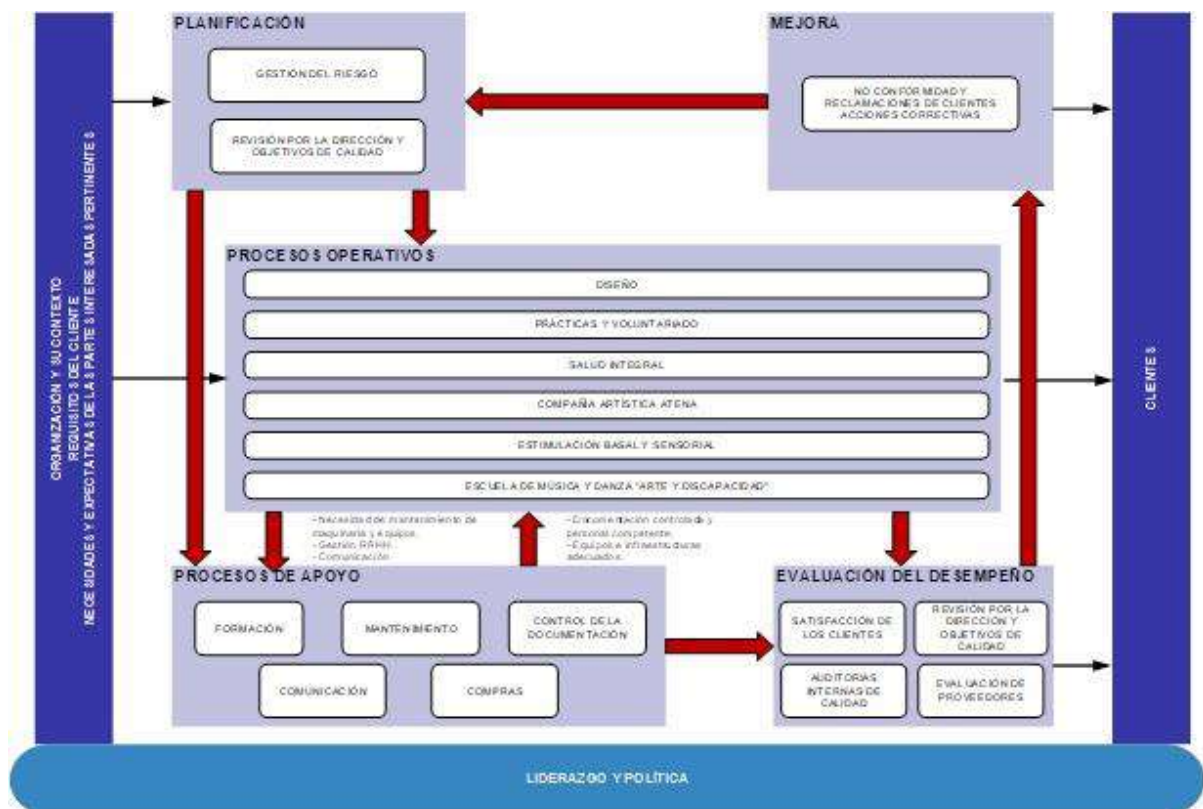 PLANIFICACIÓN
GESTIÓN DEL RIESGO
REVISIÓN POR LA DIRECCIÓN Y
OBJETIVOS DE CALIDAD
MEJORA
NO CONFORMIDAD Y
RECLAMACIONES DE CLIENTES
ACCIONES CORRECTIVAS
ORGANIZACIÓN Y SU CONTEXTO
REQUISITOS DEL CLIENTE
NECESIDADES Y EXPECTATIVAS DE LAS PARTES INTERESADAS PERTINENTES
PROCESOS OPERATIVOS
DISEÑO
PRÁCTICAS Y VOLUNTARIADO
SALUD INTEGRAL
COMPAÑIA ARTÍSTICA ATENA
ESTIMULACIÓN BASAL Y SENSORIAL
ESCUELA DE MÚSICA Y DANZA "ARTE Y DISCAPACIDAD"
CLIENTES
- Necesidad de mantenimiento de
maquinaria y equipos.
- Gestión RRHH.
- Comunicación
- Documentación controlada y
personal competente.
- Equipos e infraestructuras
adecuados.
PROCESOS DE APOYO
FORMACIÓN
MANTENIMIENTO
CONTROL DE LA
DOCUMENTACIÓN
COMUNICACIÓN
COMPRAS
EVALUACIÓN DEL DESEMPEÑO
SATISFACCIÓN DE
LOS CLIENTES
REVISIÓN POR LA
DIRECCIÓN Y
OBJETIVOS DE
CALIDAD
AUDITORIAS
INTERNAS DE
CALIDAD
EVALUACIÓN DE
PROVEEDORES
LIDERAZGO Y POLÍTICA